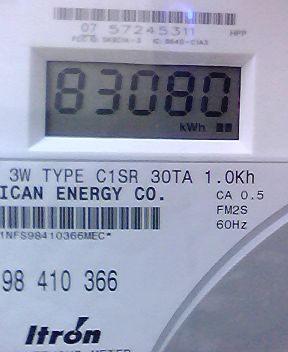 07 57245311 HPP
83080
kWh
3W TYPE C1SR 30TA 1.0Kh
ICAN ENERGY CO.
CA 0.5
FM2S
60Hz
1NFS98410366MEC*
98 410 366
Itron